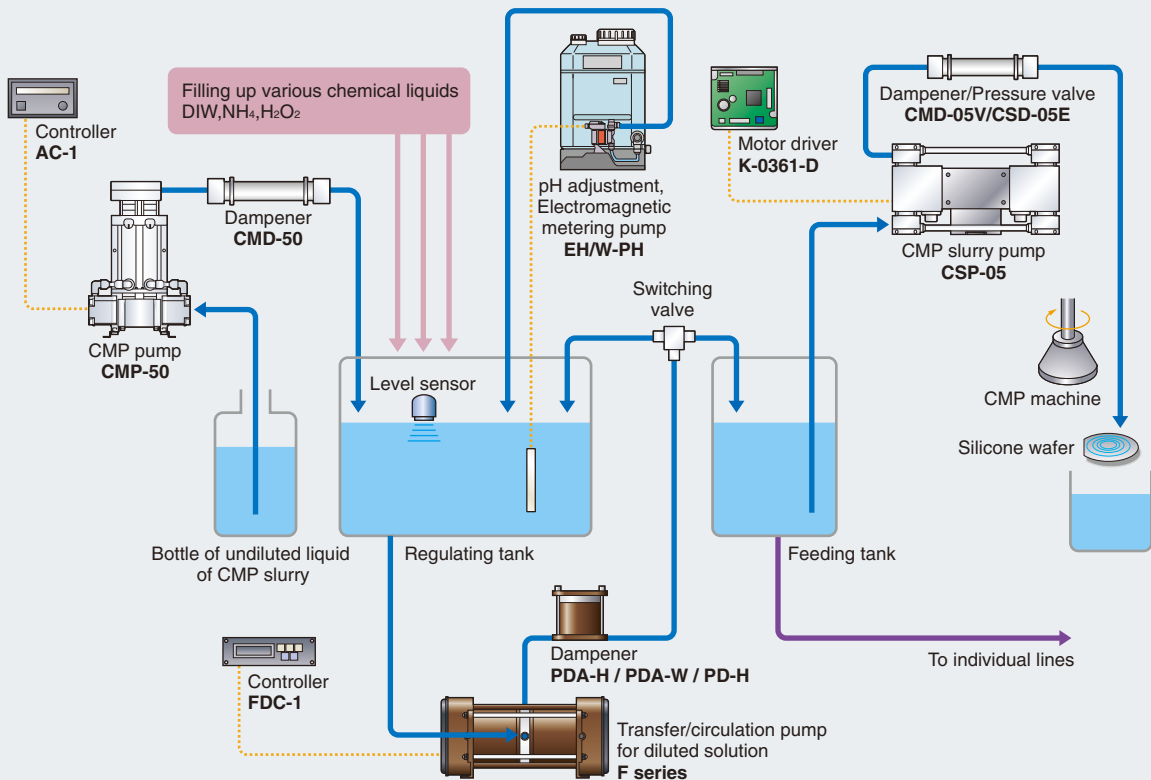 Controller
AC-1
Filling up various chemical liquids
DIW,NH₄,H₂O₂
Dampener
CMD-50
CMP pump
CMP-50
pH adjustment,
Electromagnetic
metering pump
EH/W-PH
Motor driver
K-0361-D
Dampener/Pressure valve
CMD-05V/CSD-05E
CMP slurry pump
CSP-05
Switching
valve
Level sensor
CMP machine
Silicone wafer
Bottle of undiluted liquid
of CMP slurry
Regulating tank
Feeding tank
Controller
FDC-1
Dampener
PDA-H / PDA-W / PD-H
To individual lines
Transfer/circulation pump
for diluted solution
F series